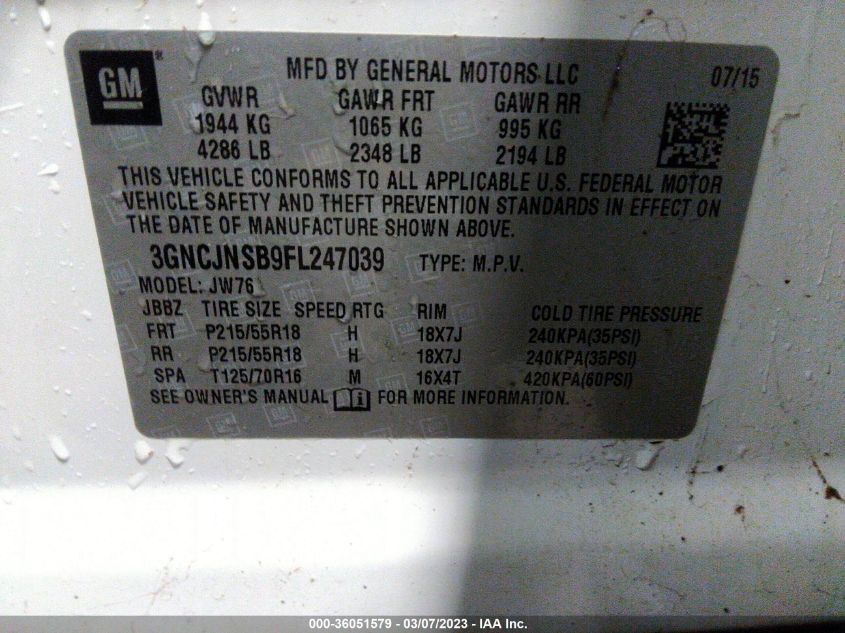 GM ®
MFD BY GENERAL MOTORS LLC 07/15
GVWR GAWR FRT GAWR RR
1944 KG 1065 KG 995 KG
4286 LB 2348 LB 2194 LB
THIS VEHICLE CONFORMS TO ALL APPLICABLE U.S. FEDERAL MOTOR
VEHICLE SAFETY AND THEFT PREVENTION STANDARDS IN EFFECT ON
THE DATE OF MANUFACTURE SHOWN ABOVE.
3GNCJNSB9FL247039 TYPE: M.P.V.
MODEL: JW76
JBBZ TIRE SIZE SPEED RTG RIM COLD TIRE PRESSURE
FRT P215/55R18 H 18X7J 240KPA(35PSI)
RR P215/55R18 H 18X7J 240KPA(35PSI)
SPA T125/70R16 M 16X4T 420KPA(60PSI)
SEE OWNER'S MANUAL FOR MORE INFORMATION.
000-36051579 — 03/07/2023 - IAA Inc.